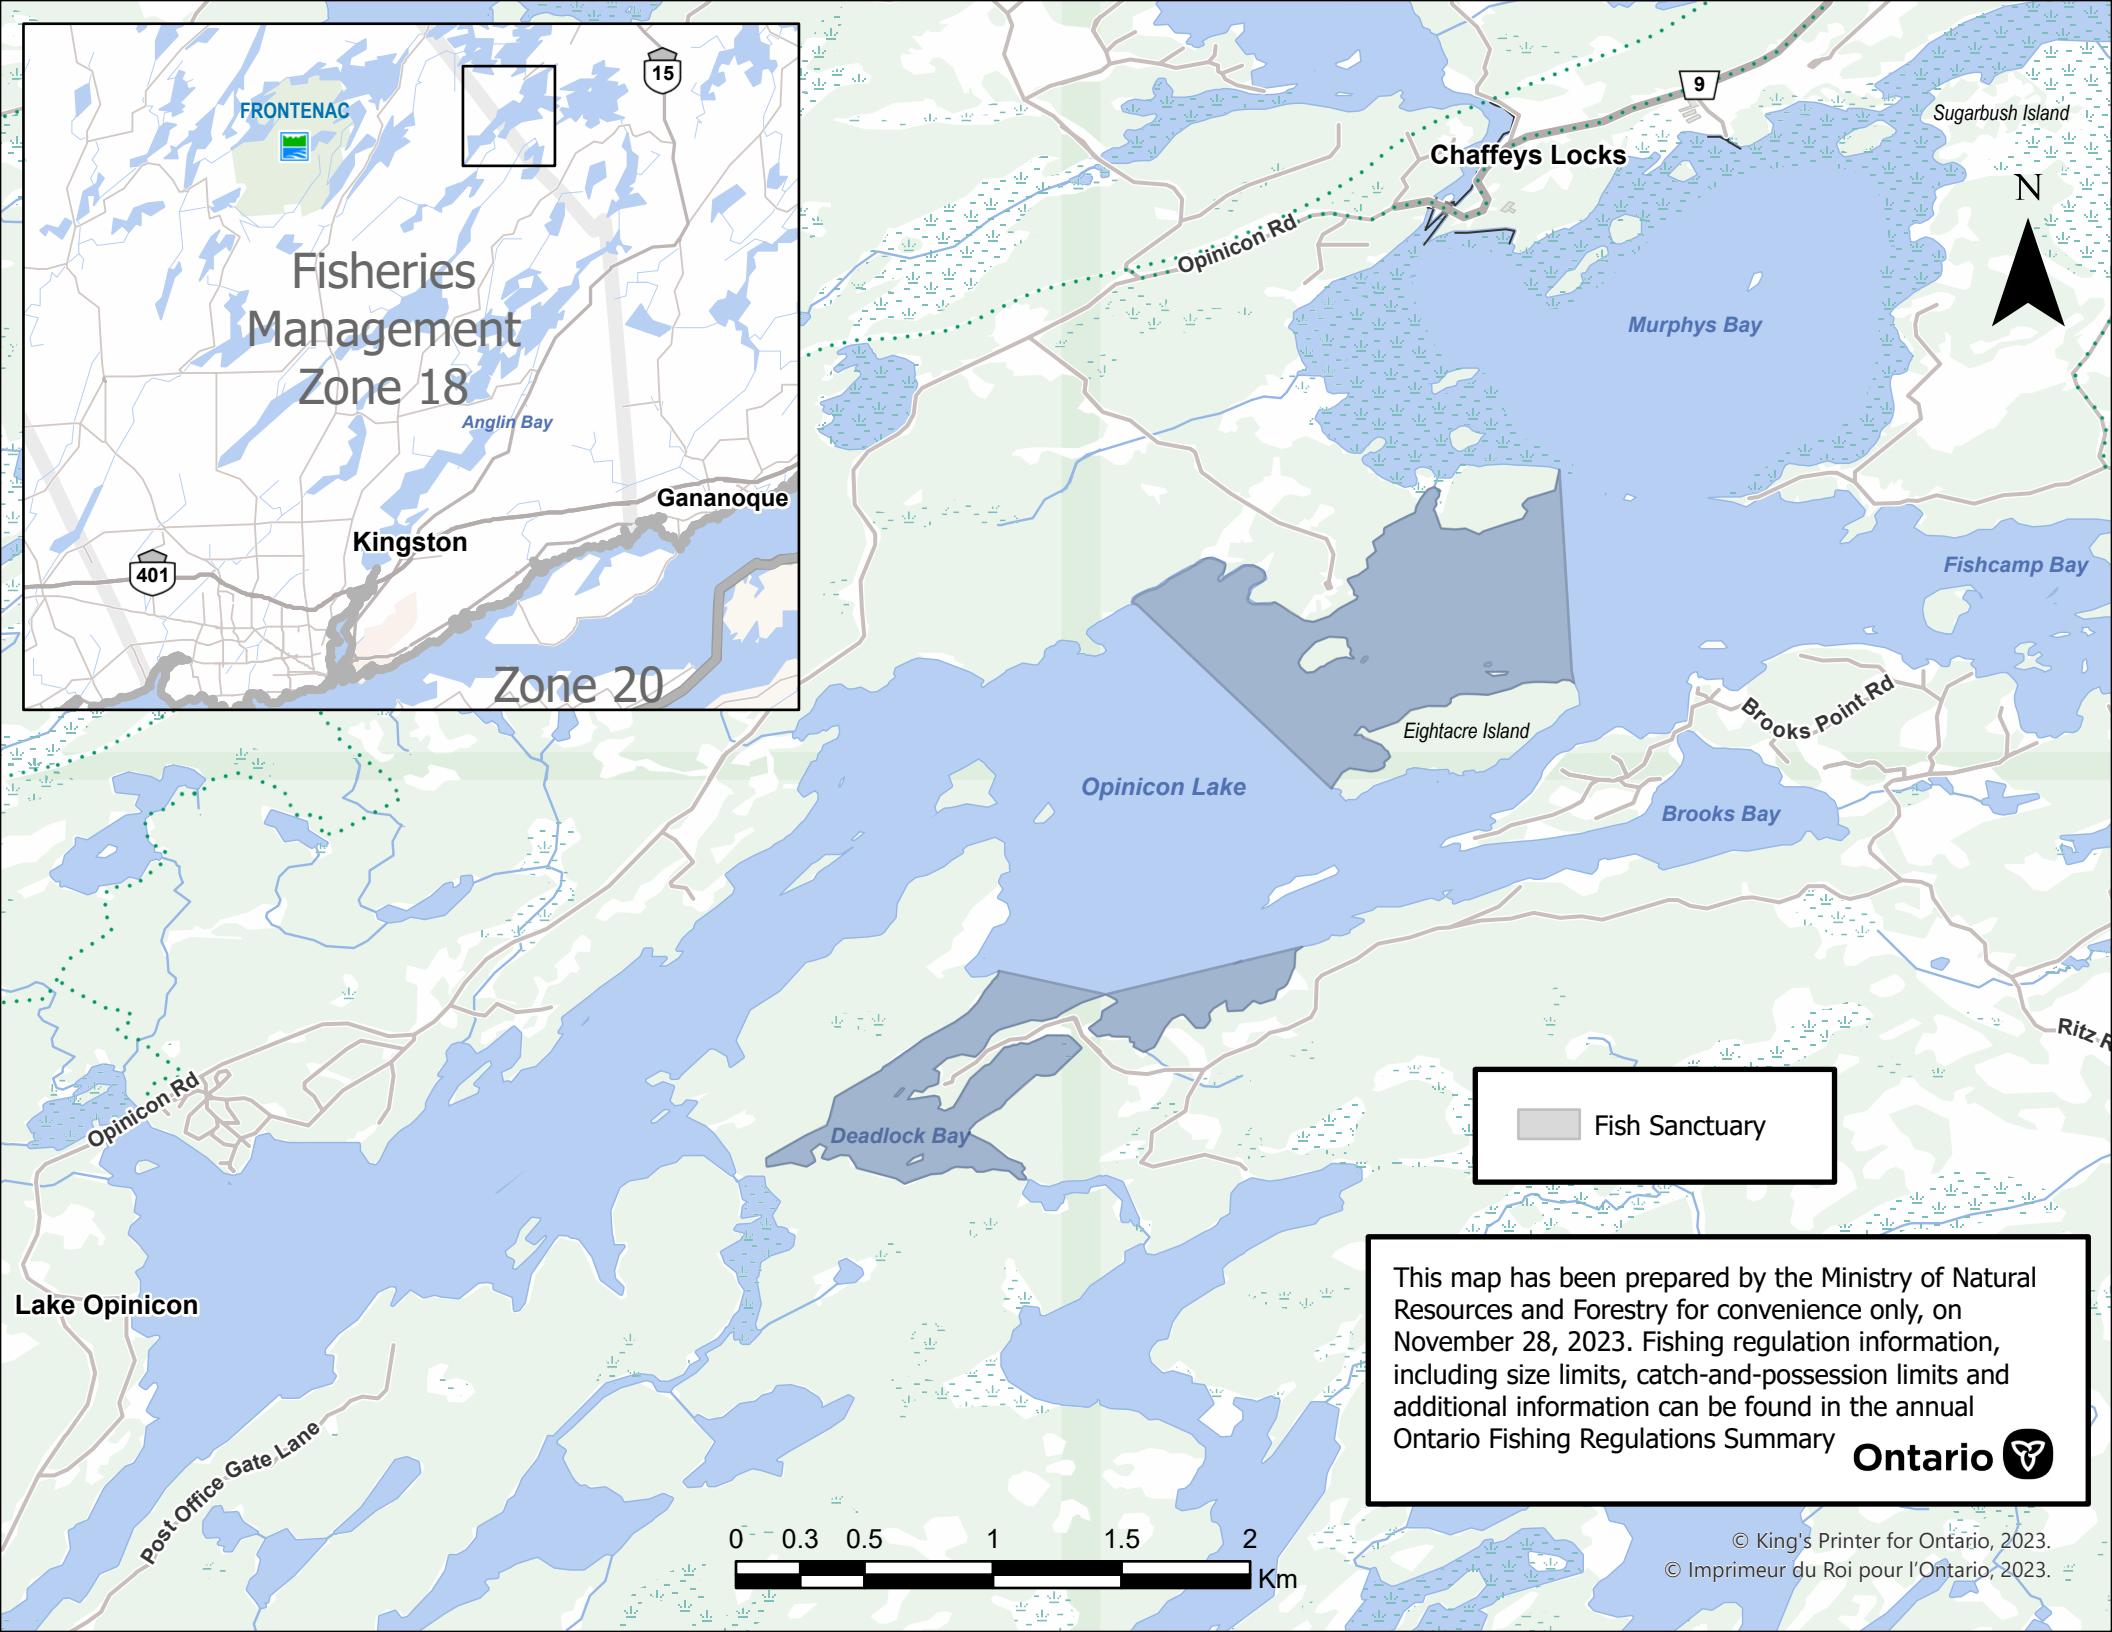 FRONTENAC
15
Fisheries
Management
Zone 18
Anglin Bay
Gananoque
Kingston
401
Zone 20
9
Sugarbush Island
Chaffeys Locks
N
Opinicon Rd
Murphys Bay
Fishcamp Bay
Brooks Point Rd
Eightacre Island
Opinicon Lake
Brooks Bay
Ritz R
Opinicon Rd
Deadlock Bay
Fish Sanctuary
Lake Opinicon
Post Office Gate Lane
This map has been prepared by the Ministry of Natural
Resources and Forestry for convenience only, on
November 28, 2023. Fishing regulation information,
including size limits, catch-and-possession limits and
additional information can be found in the annual
Ontario Fishing Regulations Summary
Ontario
0 0.3 0.5 1 1.5 2
Km
© King's Printer for Ontario, 2023.
© Imprimeur du Roi pour l'Ontario, 2023.